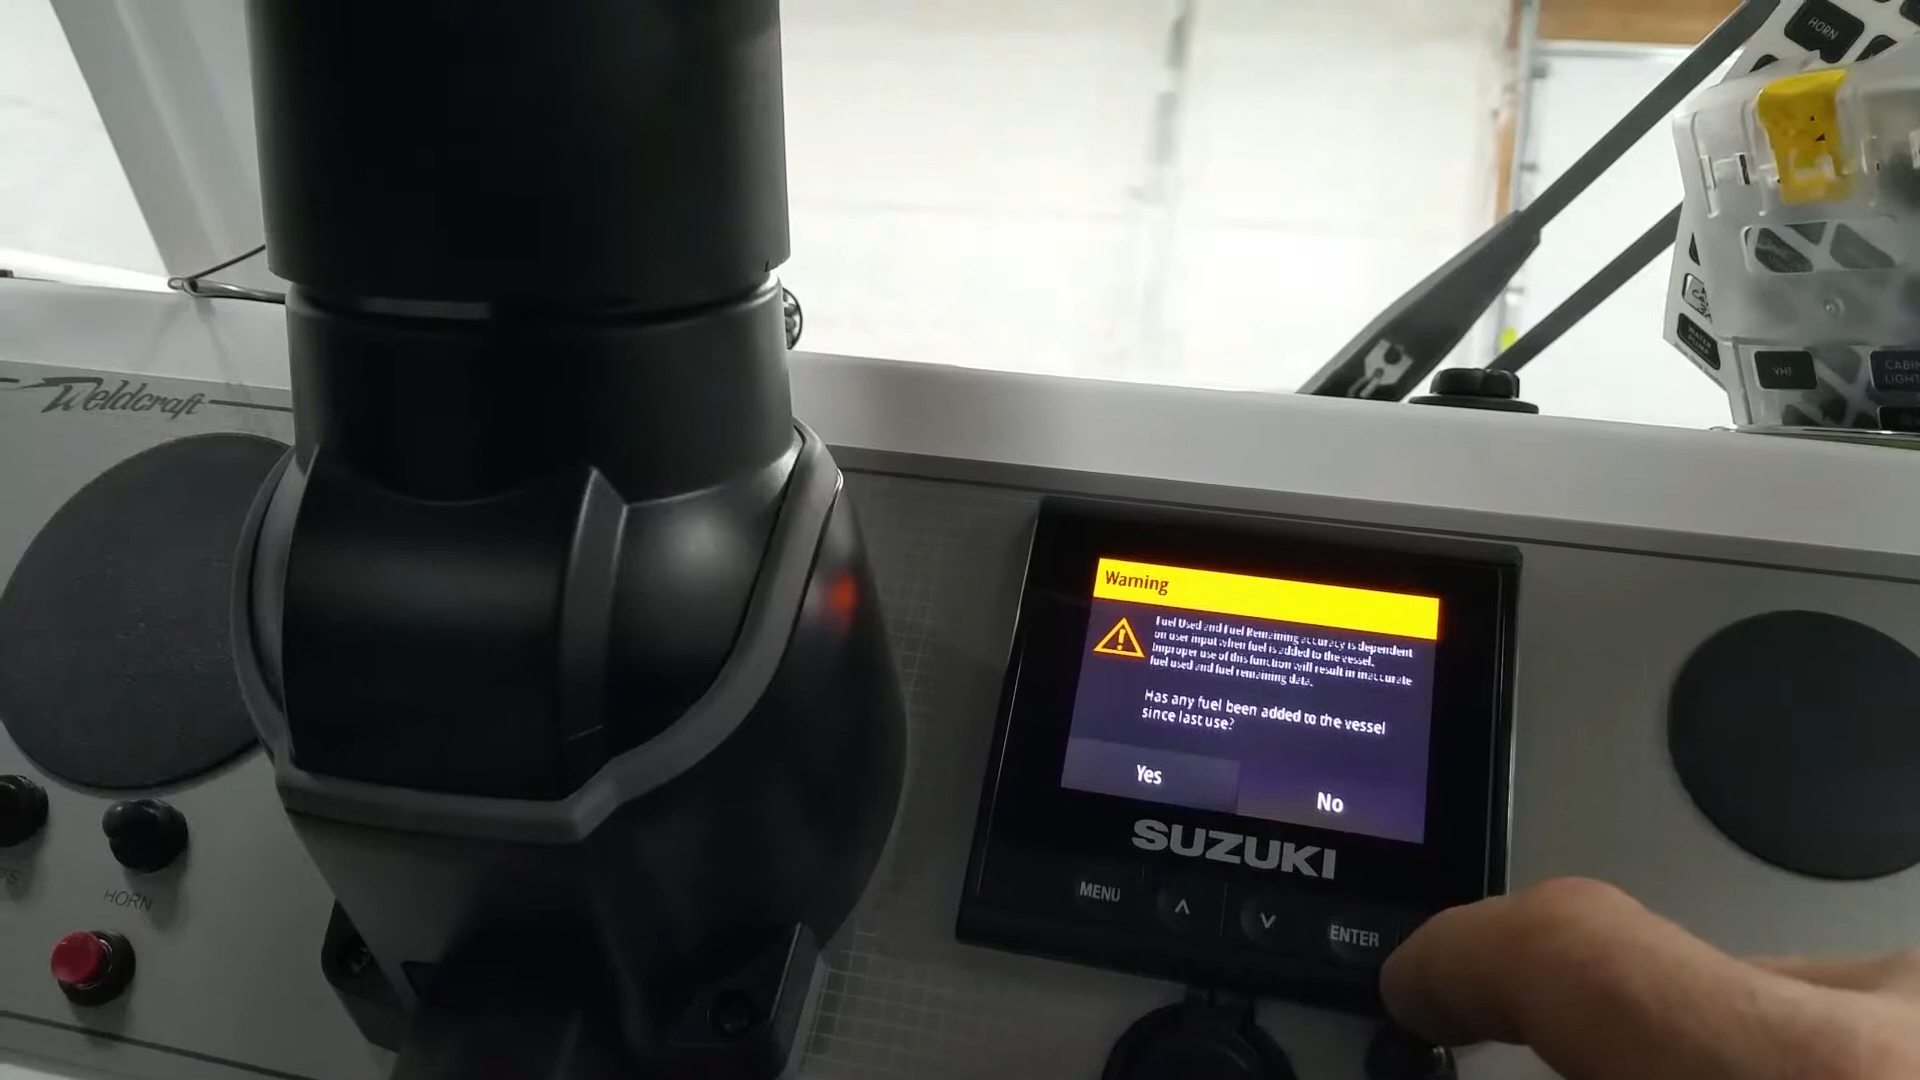 HORN
VHF
CABIN
LIGHT
Weldcraft
Warning
Fuel Used and Fuel Remaining accuracy is dependent
on user input when fuel is added to the vessel.
Improper use of this function will result in inaccurate
fuel used and fuel remaining data.
Has any fuel been added to the vessel
since last use?
Yes
No
SUZUKI
MENU
ENTER
HORN